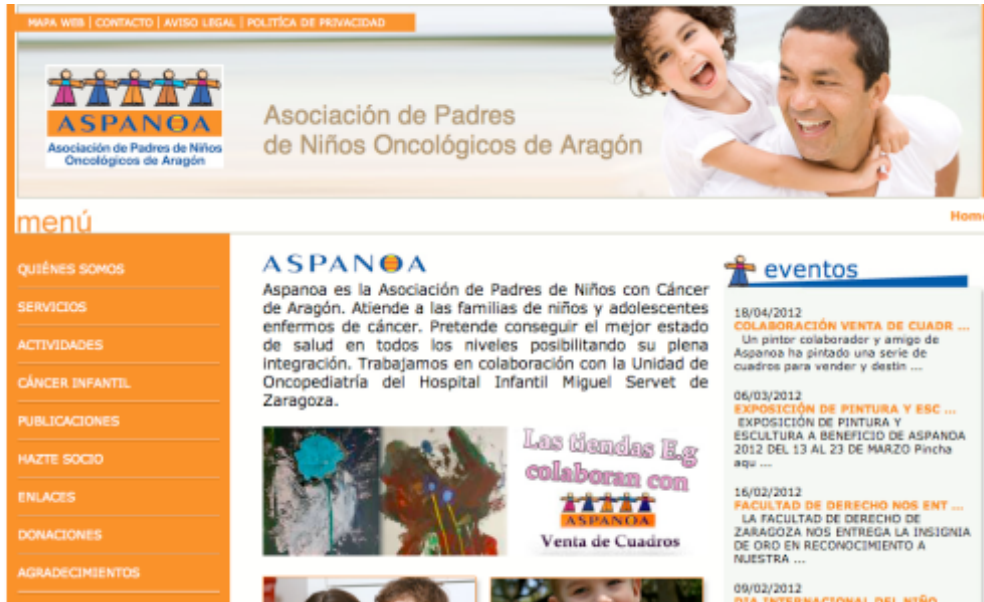 MAPA WEB | CONTACTO | AVISO LEGAL | POLITÍCA DE PRIVACIDAD
ASPANOA
Asociación de Padres de Niños
Oncológicos de Aragón
Asociación de Padres
de Niños Oncológicos de Aragón
menú
Home
QUIÉNES SOMOS
SERVICIOS
ACTIVIDADES
CÁNCER INFANTIL
PUBLICACIONES
HAZTE SOCIO
ENLACES
DONACIONES
AGRADECIMIENTOS
ASPANOA
Aspanoa es la Asociación de Padres de Niños con Cáncer
de Aragón. Atiende a las familias de niños y adolescentes
enfermos de cáncer. Pretende conseguir el mejor estado
de salud en todos los niveles posibilitando su plena
integración. Trabajamos en colaboración con la Unidad de
Oncopediatría del Hospital Infantil Miguel Servet de
Zaragoza.
Las tiendas E.g
colaboran con
ASPANOA
Venta de Cuadros
eventos
18/04/2012
COLABORACIÓN VENTA DE CUADR ...
Un pintor colaborador y amigo de
Aspanoa ha pintado una serie de
cuadros para vender y destin ...
06/03/2012
EXPOSICIÓN DE PINTURA Y ESC ...
EXPOSICIÓN DE PINTURA Y
ESCULTURA A BENEFICIO DE ASPANOA
2012 DEL 13 AL 23 DE MARZO Pincha
aqu ...
16/02/2012
FACULTAD DE DERECHO NOS ENT ...
LA FACULTAD DE DERECHO DE
ZARAGOZA NOS ENTREGA LA INSIGNIA
DE ORO EN RECONOCIMIENTO A
NUESTRA ...
09/02/2012
DIA INTERNACIONAL DEL NIÑO ...